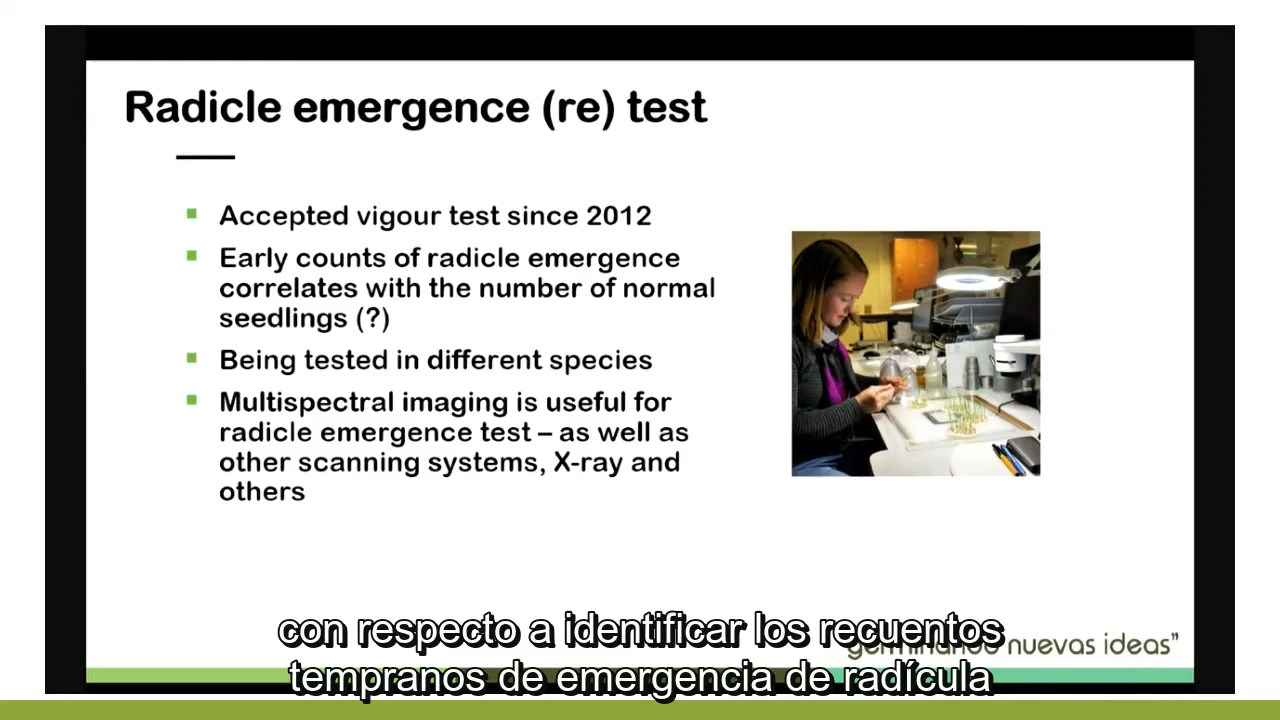 Radicle emergence (re) test
Accepted vigour test since 2012
Early counts of radicle emergence
correlates with the number of normal
seedlings (?)
Being tested in different species
Multispectral imaging is useful for
radicle emergence test – as well as
other scanning systems, X-ray and
others
germinando nuevas ideas”
con respecto a identificar los recuentos
tempranos de emergencia de radícula